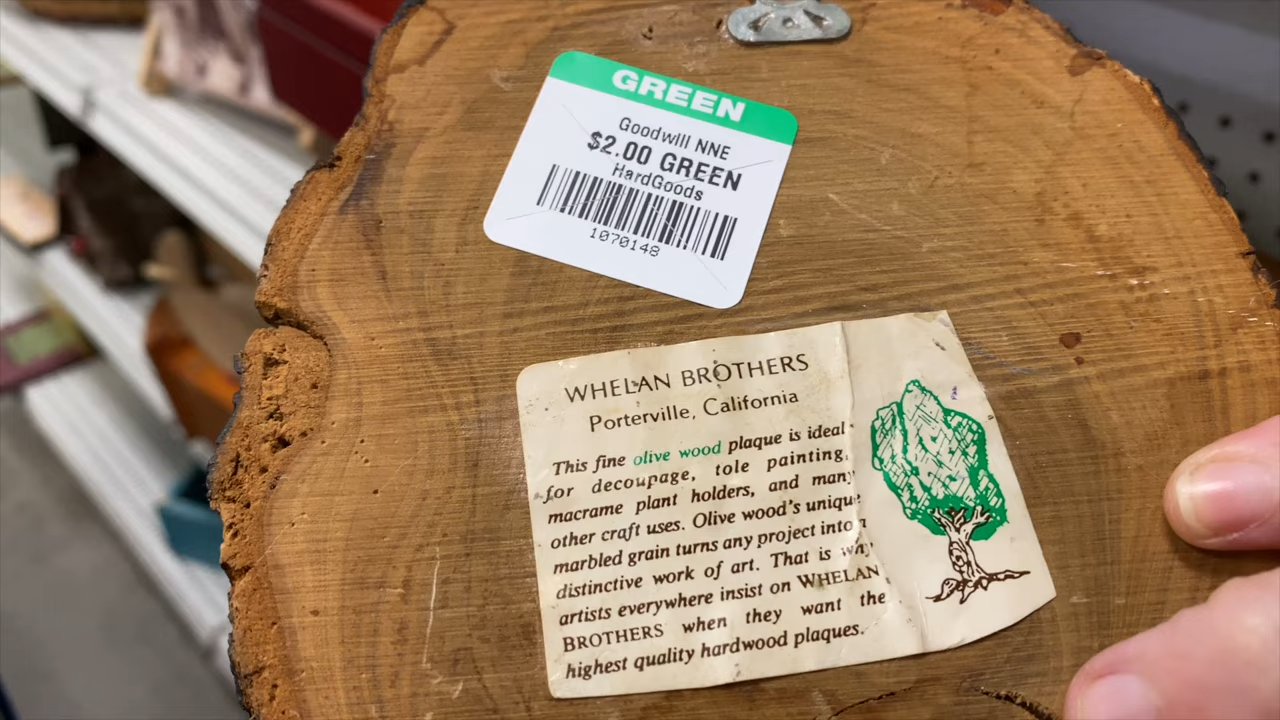 GREEN
Goodwill NNE
$2.00 GREEN
HardGoods
1070148
WHELAN BROTHERS
Porterville, California
This fine olive wood plaque is ideal
for decoupage, tole painting,
macrame plant holders, and many
other craft uses. Olive wood's unique
marbled grain turns any project into a
distinctive work of art. That is why
artists everywhere insist on WHELAN
BROTHERS when they want the
highest quality hardwood plaques.